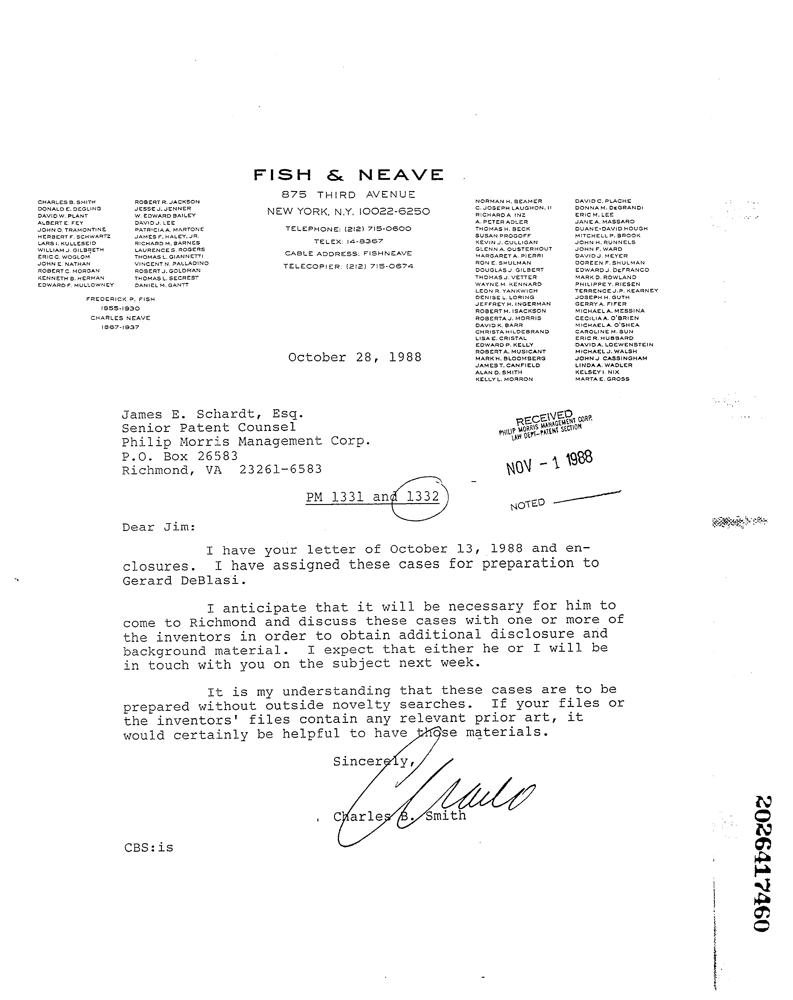 FISH & NEAVE
875 THIRD AVENUE
NEW YORK, N.Y. 10022-6250
TELEPHONE: (212) 715-0600
TELEX: 14-8367
CABLE ADDRESS: FISHNEAVE
TELECOPIER: (212) 715-0674
CHARLES B. SMITH
DONALD E. DEGLING
DAVID W. PLANT
ALBERT E. FEY
JOHN O. TRAMONTINE
HERBERT F. SCHWARTZ
LARS I. KULLESEID
WILLIAM J. GILBRETH
ERIC C. WOGLOM
JOHN E. NATHAN
ROBERT C. MORGAN
KENNETH B. HERMAN
EDWARD F. MULLOWNEY
ROBERT R. JACKSON
JESSE J. JENNER
W. EDWARD BAILEY
DAVID J. LEE
PATRICIA A. MARTONE
JAMES F. HALEY, JR.
RICHARD M. BARNES
THOMAS L. GIANNETTI
LAURENCE S. ROGERS
VINCENT N. PALLADINO
ROBERT J. GOLDMAN
THOMAS L. SECREST
DANIEL M. GANTT
FREDERICK P. FISH
1855-1930
CHARLES NEAVE
1867-1937
NORMAN H. BEAMER
C. JOSEPH LAUGHON, II
RICHARD A. INZ
A. PETER ADLER
THOMAS H. BECK
SUSAN PROGOFF
KEVIN J. CULLIGAN
GLENN A. OUSTERHOUT
MARGARET A. PIERRI
RON E. SHULMAN
DOUGLAS J. GILBERT
THOMAS J. VETTER
WAYNE M. KENNARD
LEON R. YANKWICH
DENISE L. LORING
JEFFREY H. INGERMAN
ROBERT H. ISACKSON
ROBERTA J. MORRIS
DAVID K. BARR
CHRISTA HILDEBRAND
LISA E. CRISTAL
EDWARD P. KELLY
ROBERT A. MUSICANT
MARK H. BLOOMBERG
JAMES T. CANFIELD
ALAN D. SMITH
KELLY L. MORRON
DAVID C. PLACHE
DONNA M. DeGRANDI
ERIC M. LEE
JANE A. MASSARO
DUANE-DAVID HOUGH
MITCHELL P. BROOK
JOHN H. RUNNELS
JOHN F. WARD
DAVID J. MEYER
DOREEN F. SHULMAN
MARK D. ROWLAND
EDWARD J. DeFRANCO
PHILIPPE Y. RIESEN
TERRENCE J. P. KEARNEY
JOSEPH M. GUTH
GERRY A. FIFER
MICHAEL A. MESSINA
CECILIA A. O'BRIEN
MICHAEL A. O'SHEA
CAROLINE M. SUN
ERIC R. HUBBARD
DAVID A. LOEWENSTEIN
MICHAEL J. WALSH
JOHN J. CASSINGHAM
LINDA A. WADLER
KELSEY I. NIX
MARTA E. GROSS
October 28, 1988
James E. Schardt, Esq.
Senior Patent Counsel
Philip Morris Management Corp.
P.O. Box 26583
Richmond, VA 23261-6583
RECEIVED
PHILIP MORRIS MANAGEMENT CORP.
LAW DEPT-PATENT SECTION
NOV - 1 1988
NOTED
PM 1331 and 1332
Dear Jim:
I have your letter of October 13, 1988 and en-
closures. I have assigned these cases for preparation to
Gerard DeBlasi.
I anticipate that it will be necessary for him to
come to Richmond and discuss these cases with one or more of
the inventors in order to obtain additional disclosure and
background material. I expect that either he or I will be
in touch with you on the subject next week.
It is my understanding that these cases are to be
prepared without outside novelty searches. If your files or
the inventors' files contain any relevant prior art, it
would certainly be helpful to have those materials.
Sincerely,
Charles B. Smith
CBS:is
2026417460